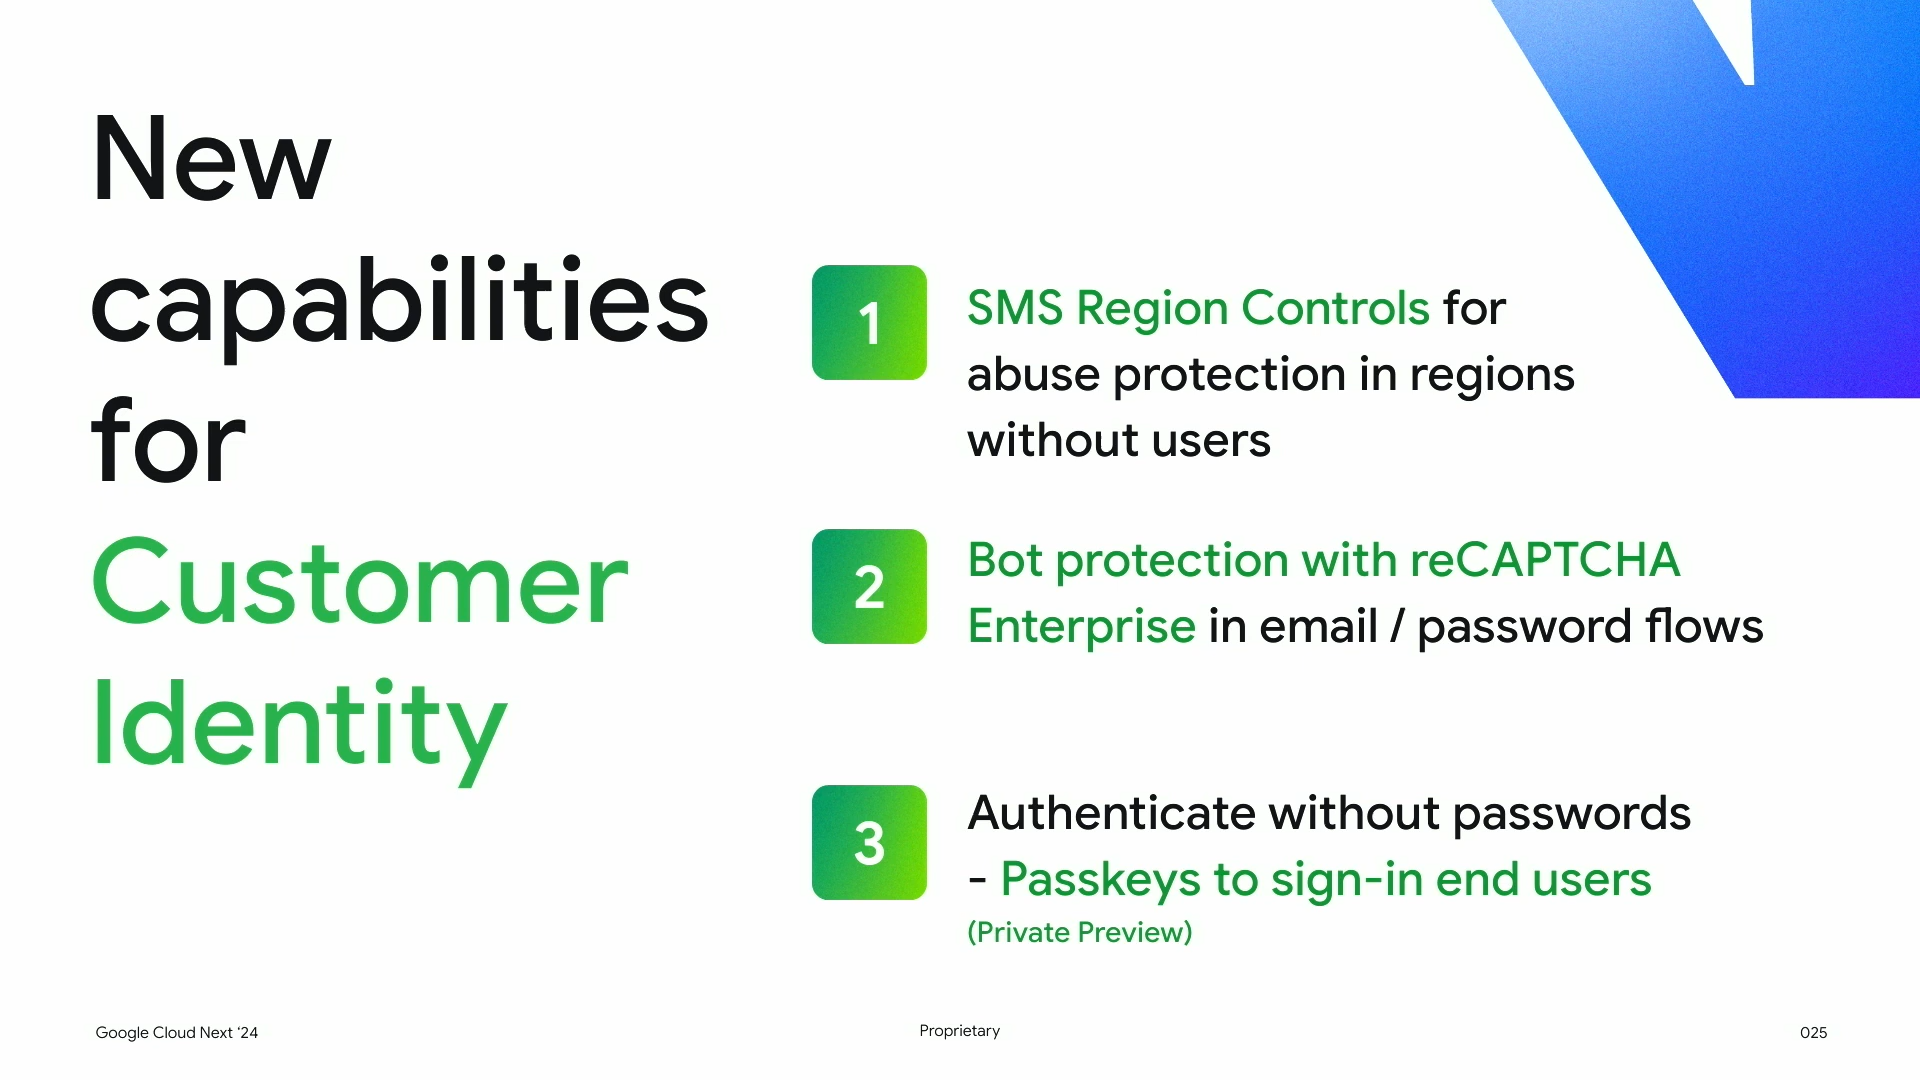 New
capabilities
for
Customer
Identity
1
SMS Region Controls for
abuse protection in regions
without users
2
Bot protection with reCAPTCHA
Enterprise in email / password flows
3
Authenticate without passwords
- Passkeys to sign-in end users
(Private Preview)
Google Cloud Next ‘24
Proprietary
025